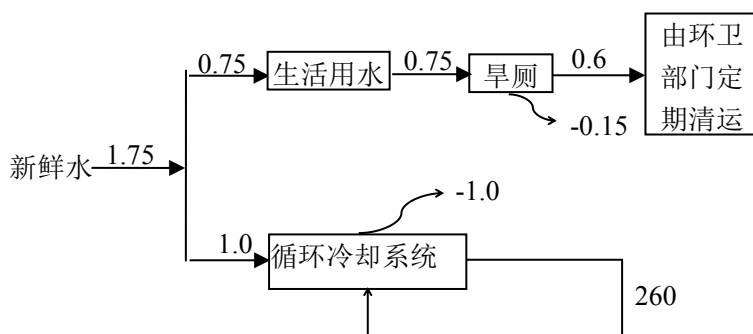 0.75
生活用水
0.75
旱厕
0.6
由环卫
部门定
期清运
-0.15
新鲜水
1.75
-1.0
1.0
循环冷却系统
260